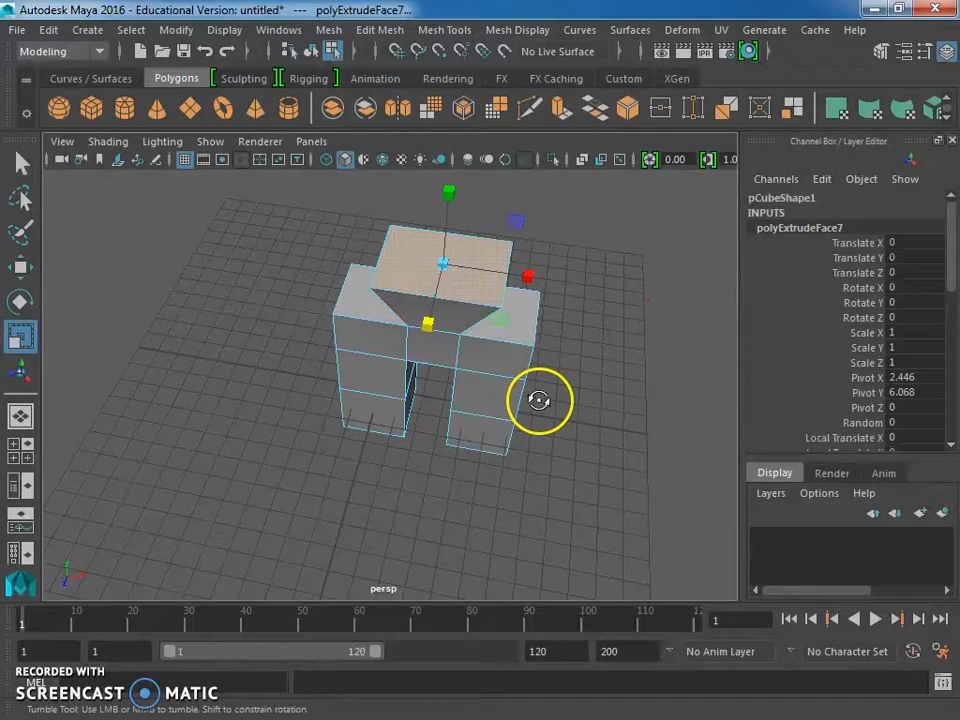 Autodesk Maya 2016 - Educational Version: untitled*   ---   polyExtrudeFace7...
File Edit Create Select Modify Display Windows Mesh Edit Mesh Mesh Tools Mesh Display Curves Surfaces Deform UV Generate Cache Help
Modeling No Live Surface
Curves / Surfaces Polygons Sculpting Rigging Animation Rendering FX FX Caching Custom XGen
View Shading Lighting Show Renderer Panels
0.00 1.0
persp
Channel Box / Layer Editor
Channels Edit Object Show
pCubeShape1
INPUTS
polyExtrudeFace7
Translate X 0
Translate Y 0
Translate Z 0
Rotate X 0
Rotate Y 0
Rotate Z 0
Scale X 1
Scale Y 1
Scale Z 1
Pivot X 2.446
Pivot Y 6.068
Pivot Z 0
Random 0
Local Translate X 0
Display Render Anim
Layers Options Help
1 10 20 30 40 50 60 70 80 90 100 110 1
1 1 1 120 120 200 No Anim Layer No Character Set
RECORDED WITH
SCREENCAST MATIC
MEL
Tumble Tool: Use LMB or MMB to tumble. Shift to constrain rotation.